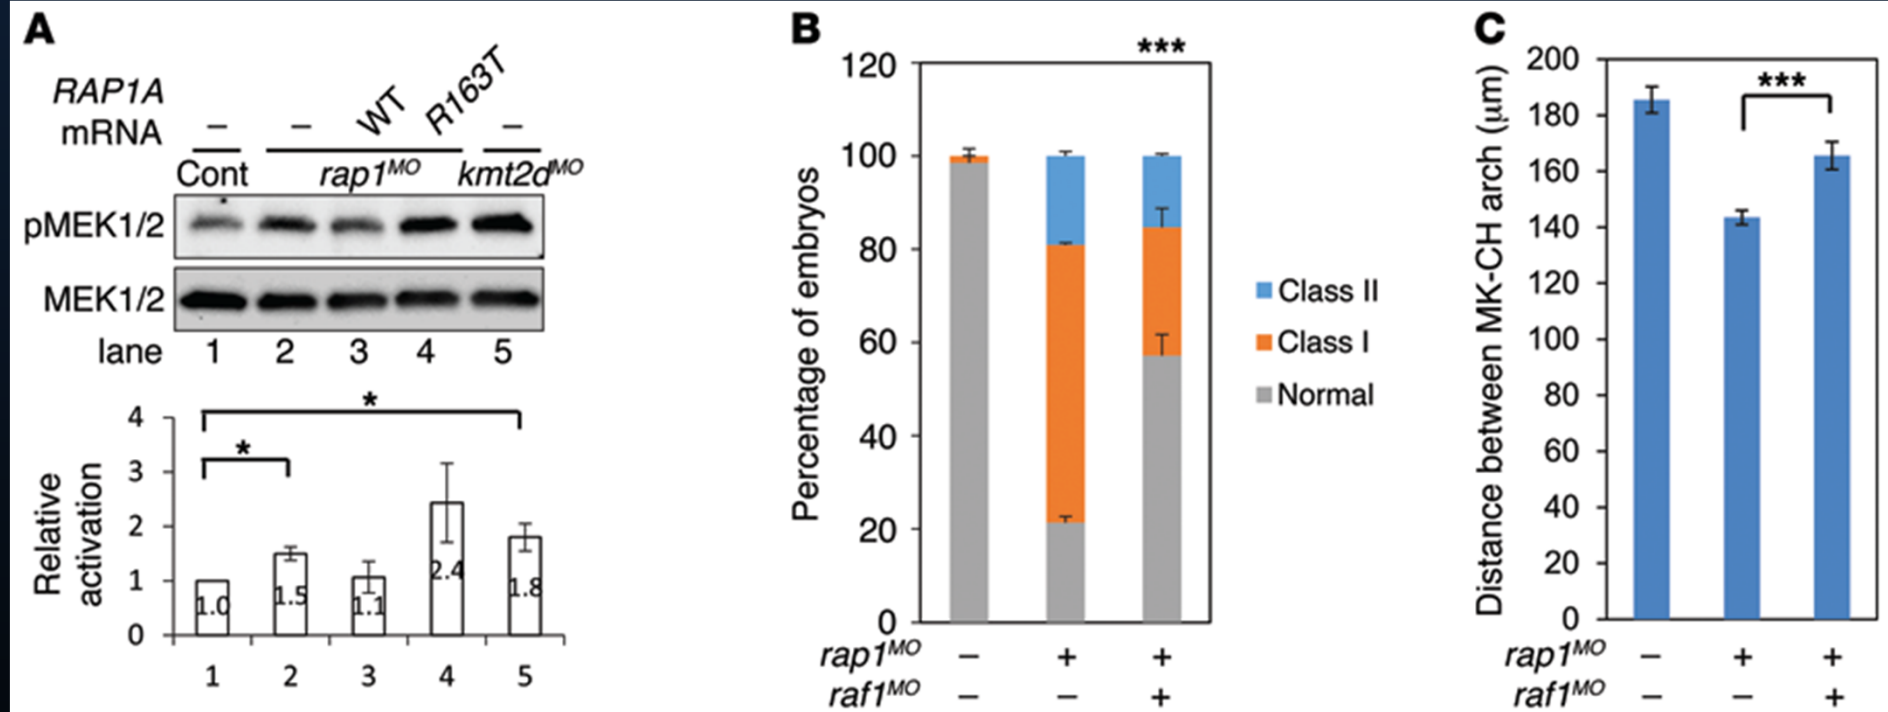 A
RAP1A
mRNA – – WT R163T –
Cont rap1MO kmt2dMO
pMEK1/2
MEK1/2
lane 1 2 3 4 5
*
*
Relative
activation
4
3
2
1
0
1.0 1.5 1.1 2.4 1.8
1 2 3 4 5
B
***
Percentage of embryos
120
100
80
60
40
20
0
Class II
Class I
Normal
rap1MO – + +
raf1MO – – +
C
***
Distance between MK-CH arch (μm)
200
180
160
140
120
100
80
60
40
20
0
rap1MO – + +
raf1MO – – +